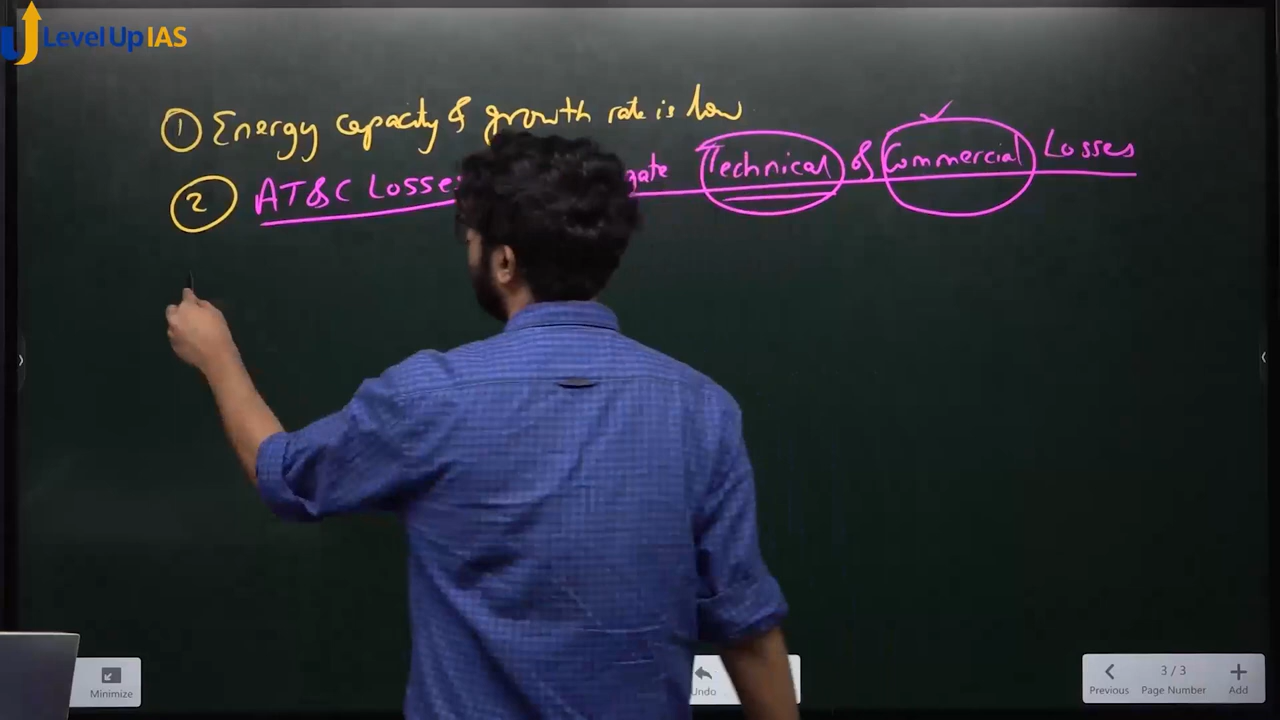 Level Up IAS
① Energy capacity & growth rate is low
② AT&C Losses gate Technical & Commercial Losses
Minimize
Undo
Previous
3 / 3
Page Number
Add